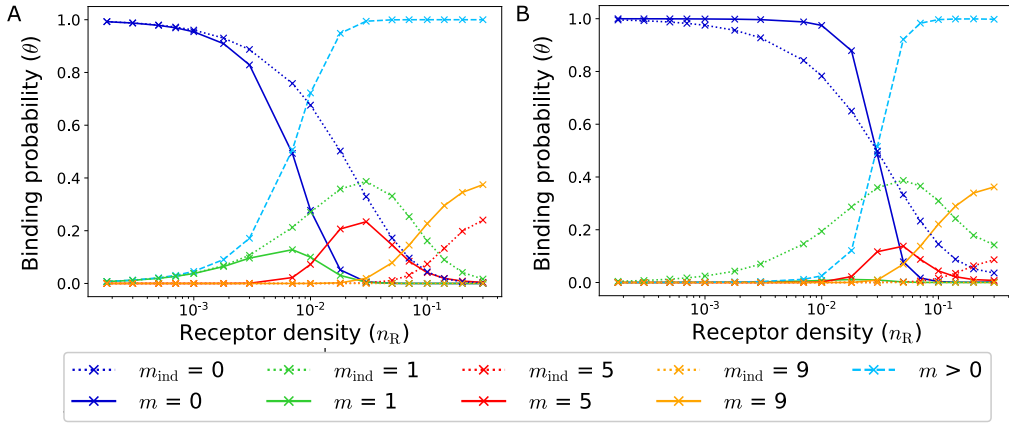 A
B
Binding probability (θ)
1.0
0.8
0.6
0.4
0.2
0.0
10⁻³
10⁻²
10⁻¹
Receptor density (n_R)
Binding probability (θ)
1.0
0.8
0.6
0.4
0.2
0.0
10⁻³
10⁻²
10⁻¹
Receptor density (n_R)
m_ind = 0 m_ind = 1 m_ind = 5 m_ind = 9 m > 0
m = 0 m = 1 m = 5 m = 9